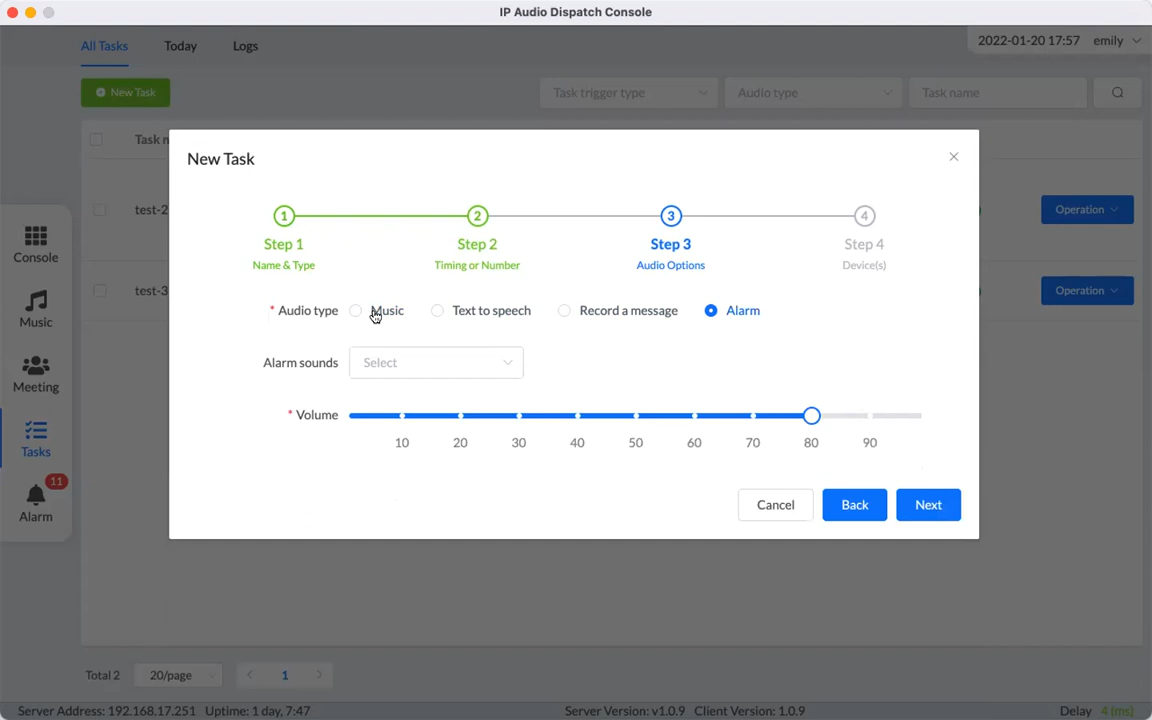 IP Audio Dispatch Console
All Tasks Today Logs
2022-01-20 17:57 emily
New Task
Task trigger type Audio type Task name
Task n
New Task
1 2 3 4
Step 1 Step 2 Step 3 Step 4
Name & Type Timing or Number Audio Options Device(s)
test-2 Operation
test-3 Operation
* Audio type Music Text to speech Record a message Alarm
Alarm sounds Select
* Volume
10 20 30 40 50 60 70 80 90
Cancel Back Next
Console
Music
Meeting
Tasks
11
Alarm
Total 2 20/page 1
Server Address: 192.168.17.251 Uptime: 1 day, 7:47 Server Version: v1.0.9 Client Version: 1.0.9 Delay 4 (ms)